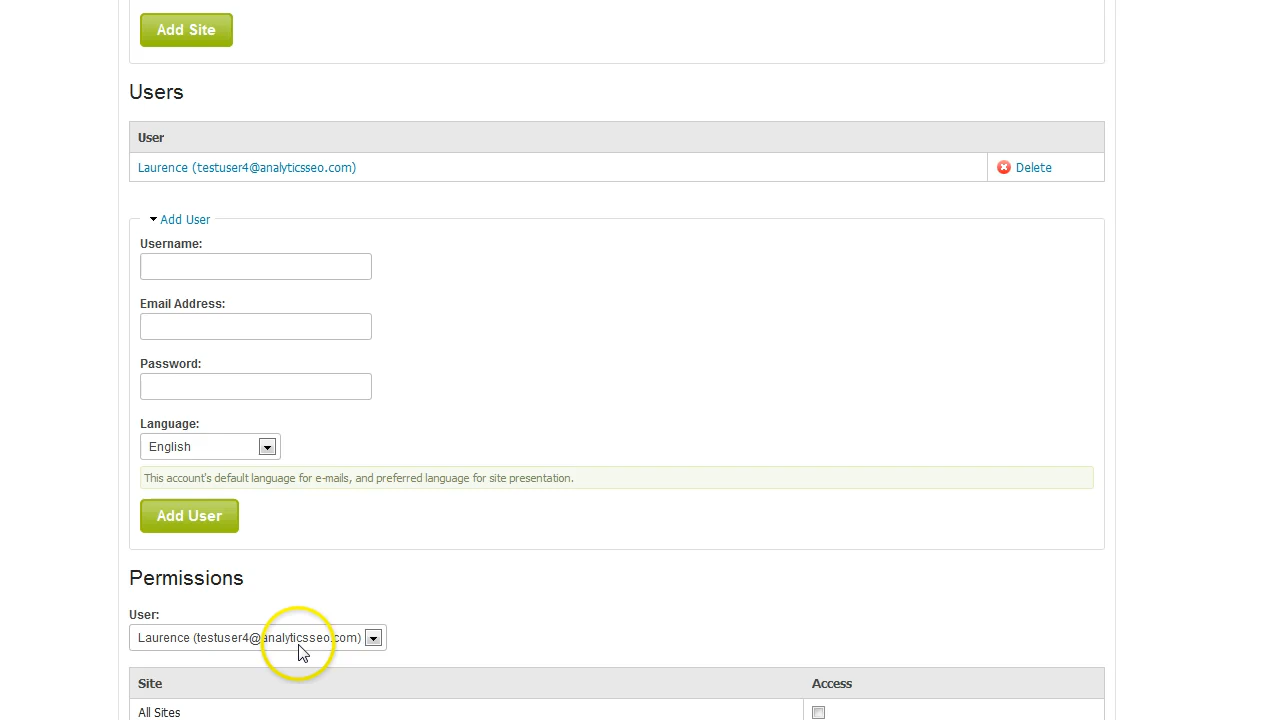 Add Site
Users
User
Laurence (testuser4@analyticsseo.com) Delete
Add User
Username:
Email Address:
Password:
Language:
English
This account's default language for e-mails, and preferred language for site presentation.
Add User
Permissions
User:
Laurence (testuser4@analyticsseo.com)
Site Access
All Sites